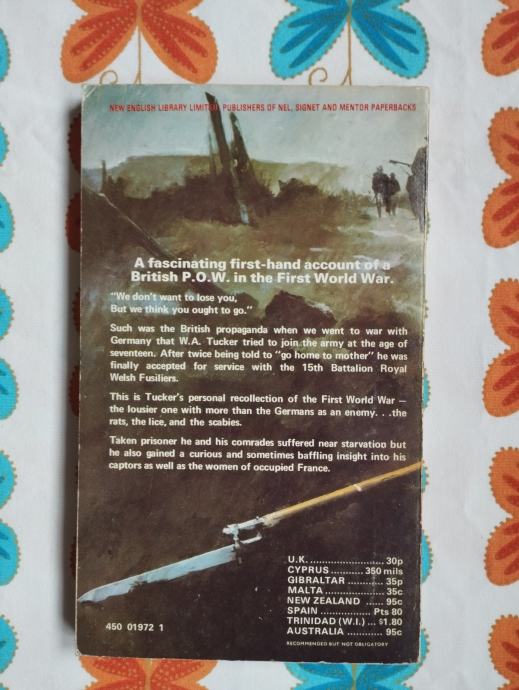 NEW ENGLISH LIBRARY LIMITED, PUBLISHERS OF NEL, SIGNET AND MENTOR PAPERBACKS
A fascinating first-hand account of a
British P.O.W. in the First World War.
"We don't want to lose you,
But we think you ought to go."
Such was the British propaganda when we went to war with
Germany that W.A. Tucker tried to join the army at the age of
seventeen. After twice being told to "go home to mother" he was
finally accepted for service with the 15th Battalion Royal
Welsh Fusiliers.
This is Tucker's personal recollection of the First World War –
the lousier one with more than the Germans as an enemy. . .the
rats, the lice, and the scabies.
Taken prisoner he and his comrades suffered near starvation but
he also gained a curious and sometimes baffling insight into his
captors as well as the women of occupied France.
U.K. ........................ 30p
CYPRUS ........... 350 mils
GIBRALTAR ............ 35p
MALTA ................... 35c
NEW ZEALAND ...... 95c
SPAIN ................ Pts 80
TRINIDAD (W.I.) ... $1.80
AUSTRALIA ............ 95c
RECOMMENDED BUT NOT OBLIGATORY
450 01972 1